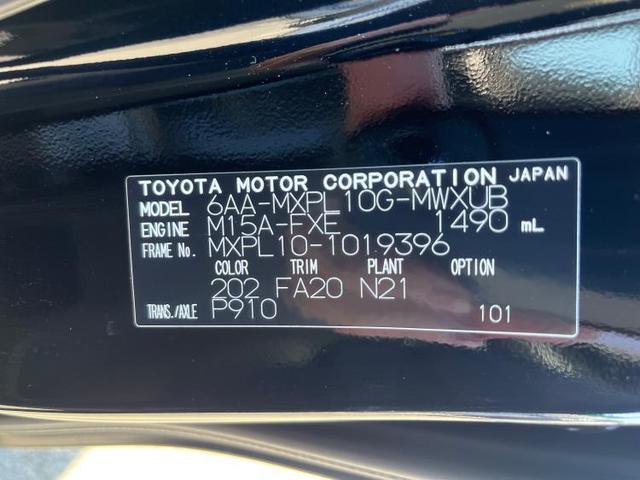 TOYOTA MOTOR CORPORATION JAPAN
MODEL 6AA-MXPL10G-MWXUB
ENGINE M15A-FXE 1490 mL
FRAME No. MXPL10-1019396
COLOR TRIM PLANT OPTION
202 FA20 N21
TRANS./AXLE P910 101